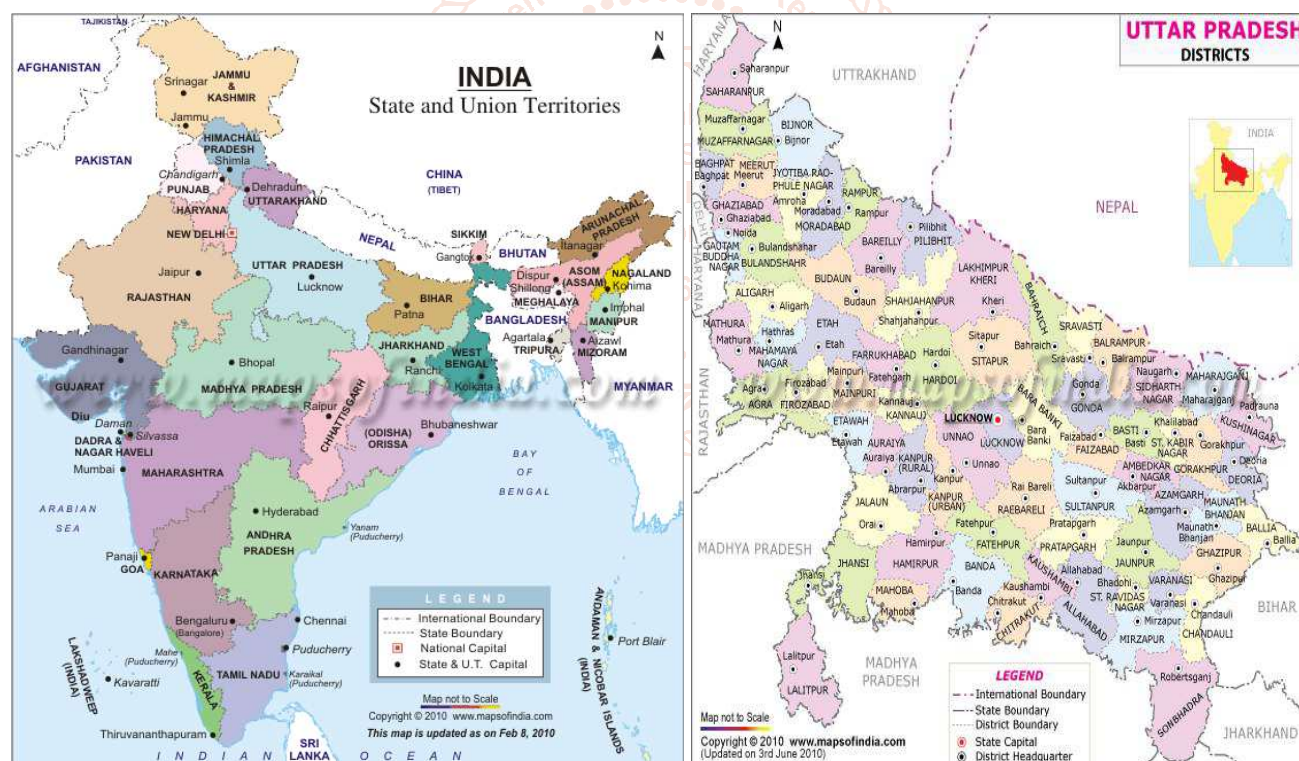 TAJIKISTAN
AFGHANISTAN
JAMMU
&
KASHMIR
Srinagar
Jammu
N
INDIA
State and Union Territories
HIMACHAL
PRADESH
Shimla
PAKISTAN
Chandigarh
PUNJAB
Dehradun
UTTARAKHAND
CHINA
(TIBET)
HARYANA
NEW DELHI
NEPAL
SIKKIM
Gangtok
BHUTAN
ARUNACHAL
PRADESH
Itanagar
Jaipur
RAJASTHAN
UTTAR PRADESH
Lucknow
BIHAR
Patna
Dispur
Shillong
ASOM
(ASSAM)
MEGHALAYA
NAGALAND
Kohima
BANGLADESH
Imphal
MANIPUR
Agartala
TRIPURA
Aizawl
MIZORAM
JHARKHAND
Ranchi
WEST
BENGAL
Kolkata
MYANMAR
Gandhinagar
GUJARAT
Bhopal
MADHYA PRADESH
www.mapsofindia.com
Diu
Daman
Silvassa
DADRA &
NAGAR HAVELI
Mumbai
MAHARASHTRA
Raipur
CHHATTISGARH
(ODISHA)
ORISSA
Bhubaneshwar
BAY
OF
BENGAL
ARABIAN
SEA
Hyderabad
ANDHRA
PRADESH
Yanam
(Puducherry)
Panaji
GOA
KARNATAKA
Bengaluru
(Bangalore)
Chennai
Mahe
(Puducherry)
Puducherry
Karaikal
(Puducherry)
TAMIL NADU
KERALA
LAKSHADWEEP
(INDIA)
Kavaratti
Thiruvananthapuram
ANDAMAN & NICOBAR ISLANDS
(INDIA)
Port Blair
LEGEND
International Boundary
State Boundary
National Capital
State & U.T. Capital
Map not to Scale
Copyright © 2010 www.mapsofindia.com
This map is updated as on Feb 8, 2010
SRI
LANKA
INDIAN OCEAN
UTTAR PRADESH
DISTRICTS
N
HARYANA
UTTRAKHAND
Saharanpur
SAHARANPUR
INDIA
Muzaffarnagar
MUZAFFARNAGAR
BIJNOR
Bijnor
BAGHPAT
Baghpat
MEERUT
Meerut
JYOTIBA RAO-
PHULE NAGAR
Amroha
RAMPUR
Rampur
Moradabad
MORADABAD
NEPAL
DELHI
GHAZIABAD
Ghaziabad
Noida
GAUTAM
BUDDHA
NAGAR
HARYANA
Bulandshahar
BULANDSHAHR
BAREILLY
Bareilly
Pilibhit
PILIBHIT
LAKHIMPUR
KHERI
Kheri
BUDAUN
Budaun
SHAHJAHANPUR
Shahjahanpur
ALIGARH
Aligarh
MATHURA
Mathura
Hathras
MAHAMAYA
NAGAR
ETAH
Etah
FARRUKHABAD
Fatehgarh
Hardoi
HARDOI
Sitapur
SITAPUR
BAHRAICH
Bahraich
SRAVASTI
Sravasti
BALRAMPUR
Balrampur
Gonda
GONDA
Naugarh
SIDHARTH
NAGAR
MAHARAJGANJ
Maharajganj
Padrauna
KUSHINAGAR
www.mapsofindia.com
RAJASTHAN
Agra
AGRA
Firozabad
FIROZABAD
Mainpuri
MAINPURI
Kannauj
KANNAUJ
ETAWAH
Etawah
LUCKNOW
LUCKNOW
UNNAO
Unnao
BARA BANKI
Bara
Banki
Faizabad
FAIZABAD
BASTI
Basti
Khalilabad
ST. KABIR
NAGAR
Gorakhpur
GORAKHPUR
Deoria
DEORIA
AURAIYA
Auraiya
KANPUR
(RURAL)
Abrarpur
Kanpur
KANPUR
(URBAN)
Rai Bareli
RAEBARELI
Sultanpur
SULTANPUR
AMBEDKAR
NAGAR
Akbarpur
AZAMGARH
Azamgarh
MAUNATH
BHANJAN
Maunath
Bhanjan
BALLIA
Ballia
JALAUN
Orai
Hamirpur
HAMIRPUR
Fatehpur
FATEHPUR
Pratapgarh
PRATAPGARH
Jaunpur
JAUNPUR
GHAZIPUR
Ghazipur
MADHYA PRADESH
JHANSI
Jhansi
MAHOBA
Mahoba
BANDA
Banda
Kaushambi
KAUSHAMBI
Chitrakut
CHITRAKUT
Allahabad
ALLAHABAD
Bhadohi
ST. RAVIDAS
NAGAR
VARANASI
Varanasi
Chandauli
CHANDAULI
Mirzapur
MIRZAPUR
BIHAR
Lalitpur
LALITPUR
MADHYA
PRADESH
Robertsganj
SONBHADRA
JHARKHAND
LEGEND
International Boundary
State Boundary
District Boundary
State Capital
District Headquarter
Map not to Scale
Copyright © 2010 www.mapsofindia.com
(Updated on 3rd June 2010)